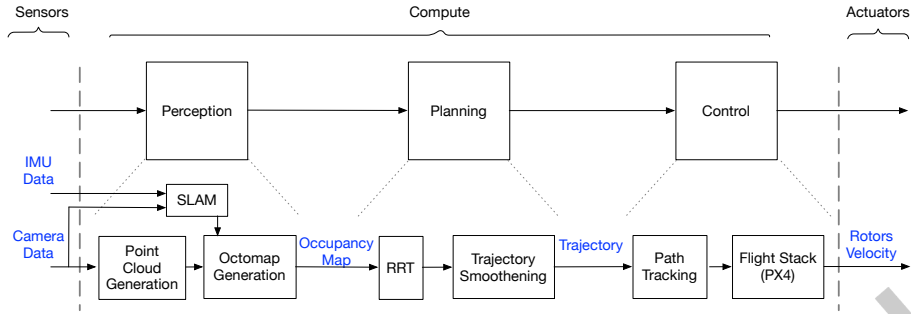 Sensors
Compute
Actuators
Perception
Planning
Control
IMU
Data
SLAM
Camera
Data
Point
Cloud
Generation
Octomap
Generation
Occupancy
Map
RRT
Trajectory
Smoothening
Trajectory
Path
Tracking
Flight Stack
(PX4)
Rotors
Velocity